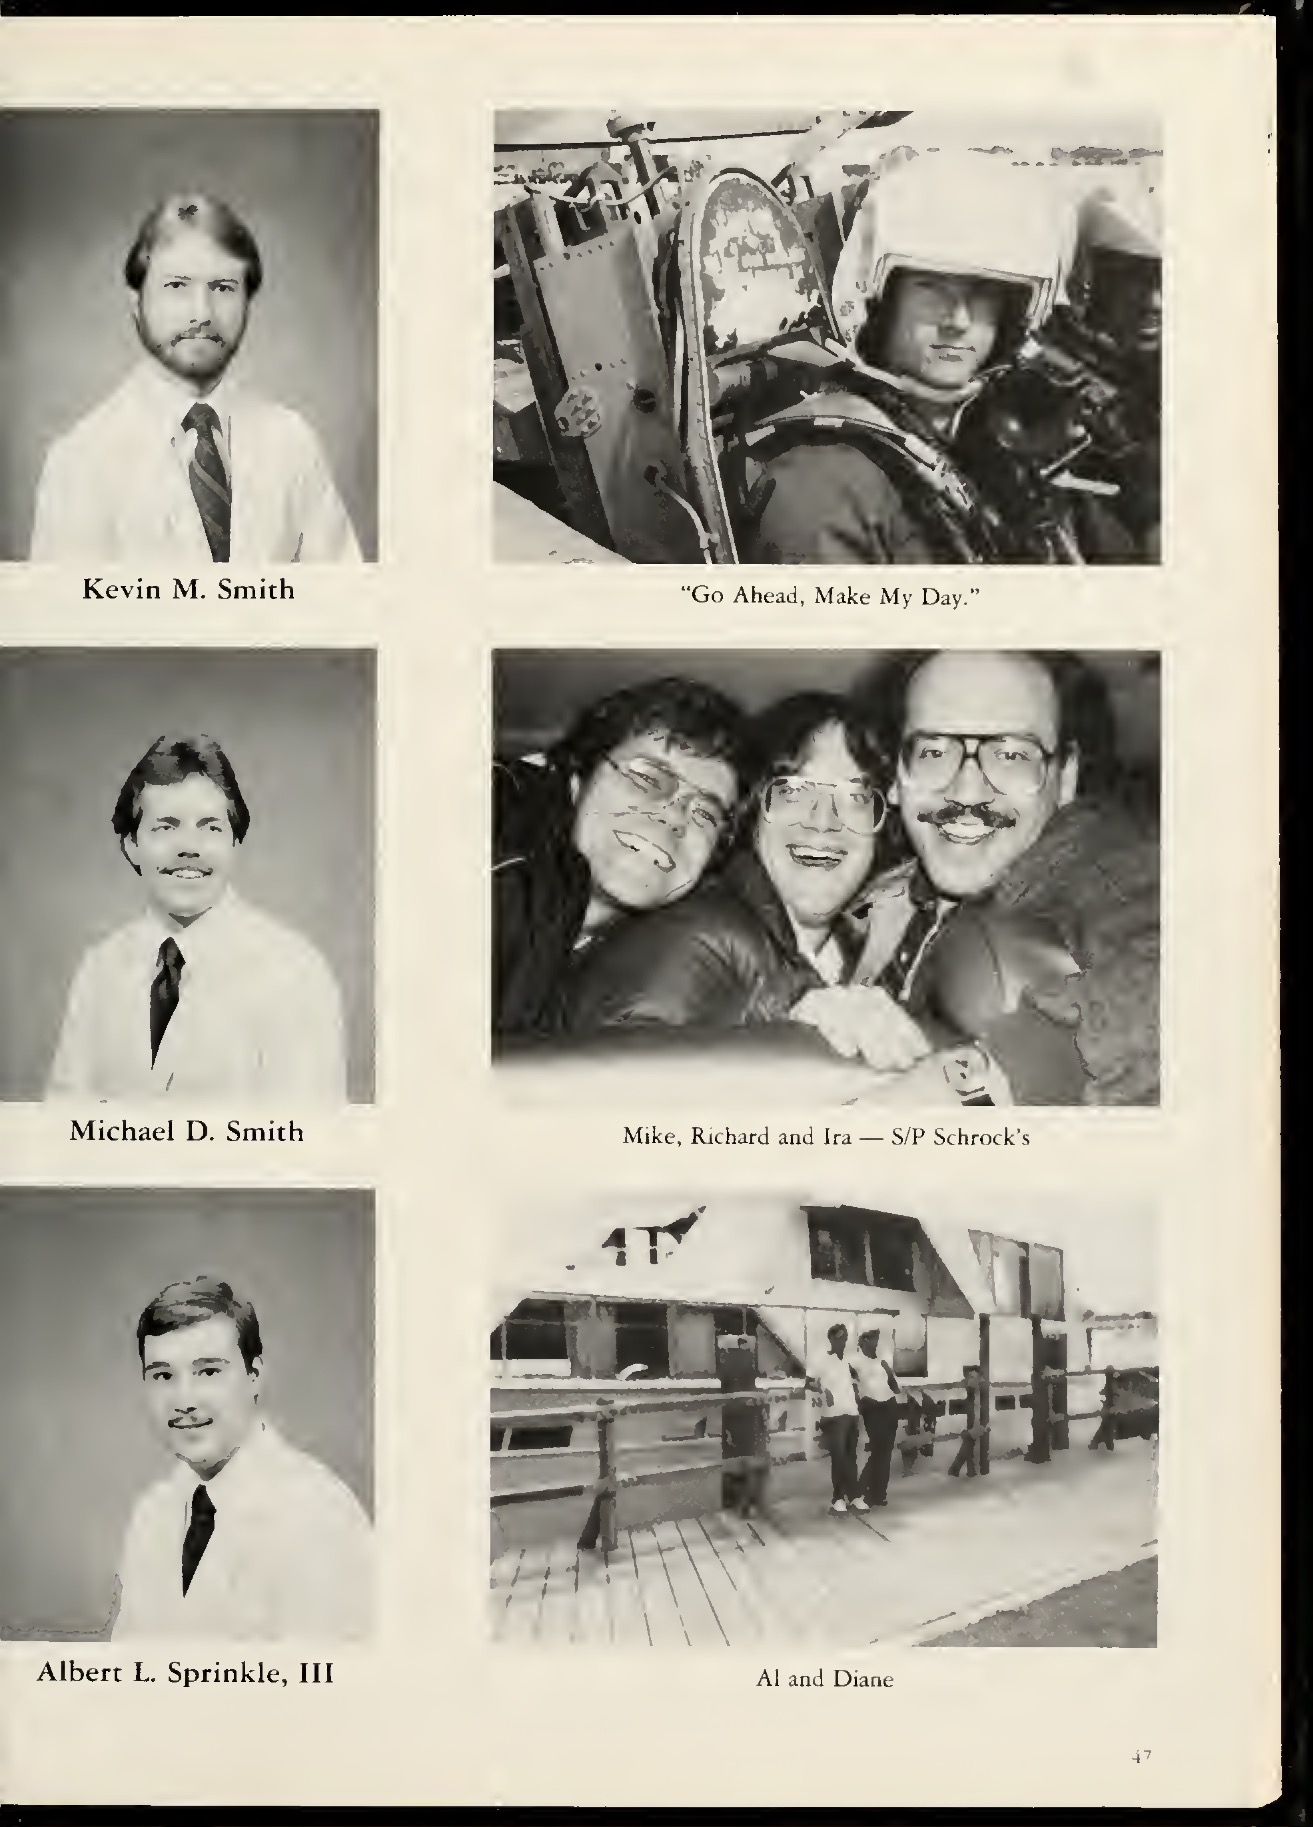 Kevin M. Smith
"Go Ahead, Make My Day."
Michael D. Smith
Mike, Richard and Ira — S/P Schrock's
Albert L. Sprinkle, III
Al and Diane
47